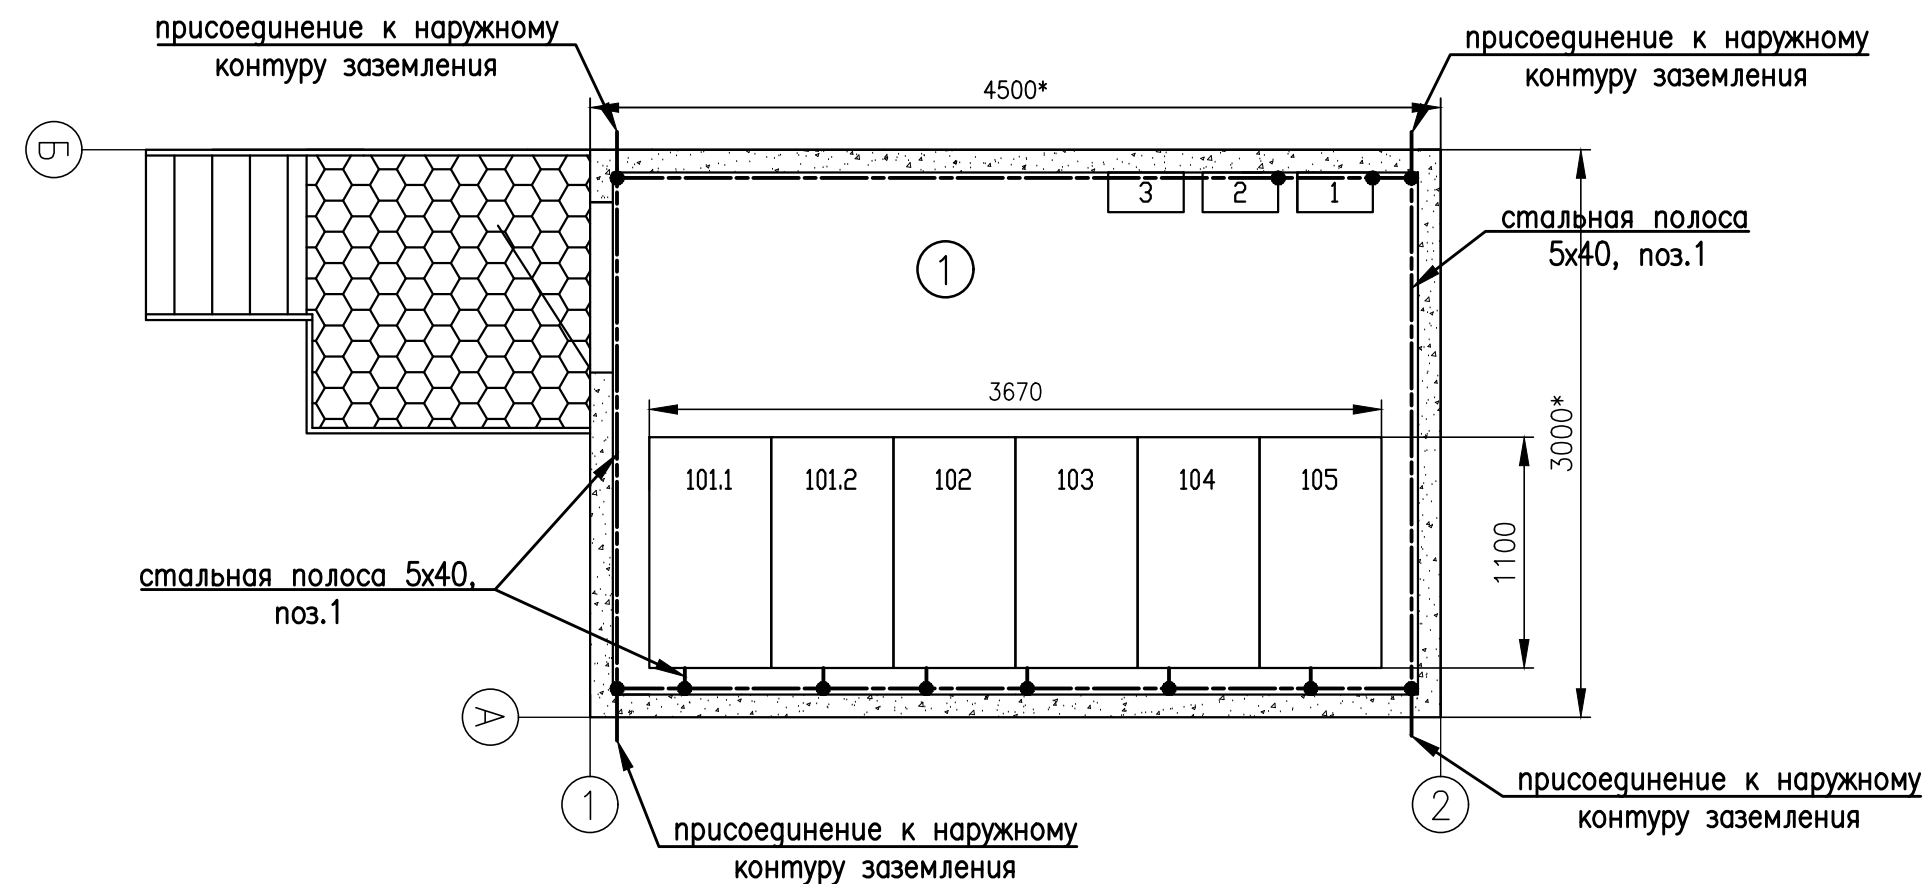 присоединение к наружному
контуру заземления
присоединение к наружному
контуру заземления
4500*
Б
3
2
1
стальная полоса
5х40, поз.1
1
3670
3000*
101.1
101.2
102
103
104
105
1100
стальная полоса 5х40,
поз.1
А
1
2
присоединение к наружному
контуру заземления
присоединение к наружному
контуру заземления